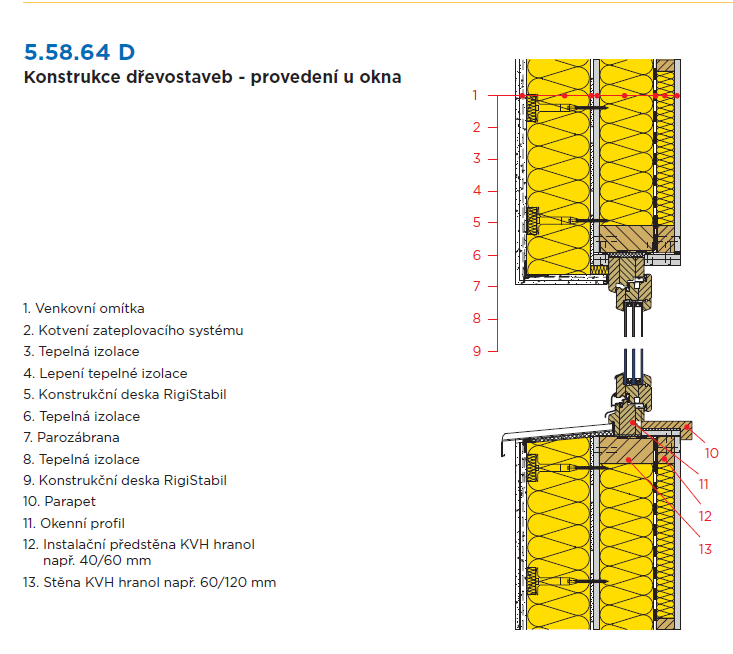 5.58.64 D
Konstrukce dřevostaveb - provedení u okna
1
2
3
4
5
6
7
8
9
1. Venkovní omítka
2. Kotvení zateplovacího systému
3. Tepelná izolace
4. Lepení tepelné izolace
5. Konstrukční deska RigiStabil
6. Tepelná izolace
7. Parozábrana
8. Tepelná izolace
9. Konstrukční deska RigiStabil
10. Parapet
11. Okenní profil
12. Instalační předstěna KVH hranol
např. 40/60 mm
13. Stěna KVH hranol např. 60/120 mm
10
11
12
13